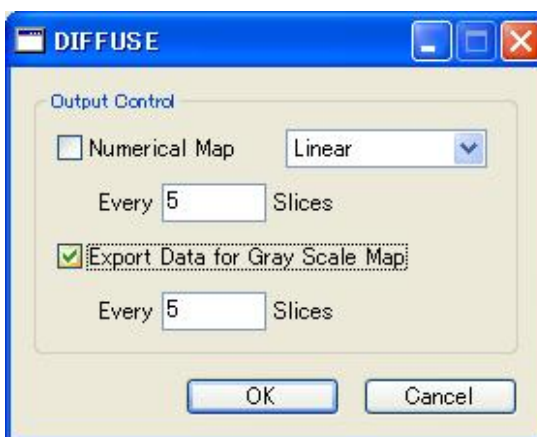 DIFFUSE
Output Control
Numerical Map Linear
Every 5 Slices
Export Data for Gray Scale Map
Every 5 Slices
OK Cancel